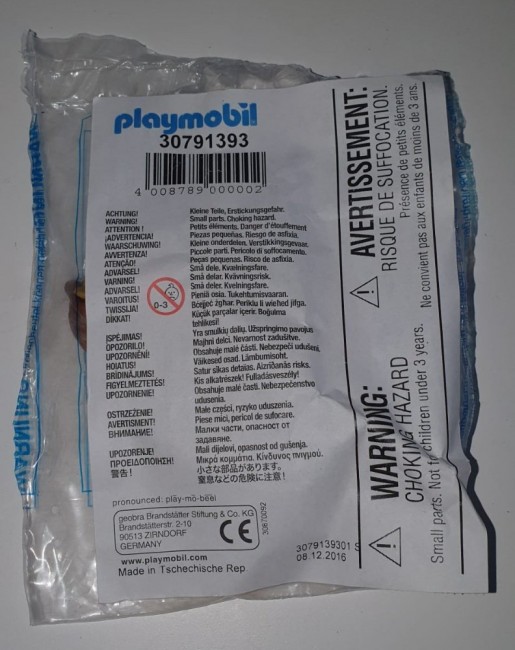 playmobil
30791393
4 008789 000002
ACHTUNG! Kleine Teile, Erstickungsgefahr.
WARNING! Small parts. Choking hazard.
ATTENTION ! Petits éléments, Danger d'étouffement
¡ADVERTENCIA! Piezas pequeñas. Riesgo de asfixia.
WAARSCHUWING! Kleine onderdelen, Verstikkingsgevaar.
AVVERTENZA! Piccole parti. Pericolo di soffocamento.
ATENÇÃO! Peças pequenas. Risco de asfixia.
ADVARSEL! Små dele. Kvælningsfare.
VARNING! Små delar. Kvävningsrisk.
ADVARSEL! Små deler. Kvelningsfare.
VAROITUS! Pieniä osia. Tukehtumisvaaran.
TWISSIJA! Bċejjeċ żghar. Periklu li wiehed jifga.
DIKKAT! Küçük parçalar içerir. Boğulma
tehlikesi!
0-3
ĮSPĖJIMAS! Yra smulkių dalių. Užspringimo pavojus
UPOZORILO! Majhni delci. Nevarnost zadušitve.
UPOZORNĚNÍ! Obsahuje malé části. Nebezpečí udušení.
HOIATUS! Väikesed osad. Lämbumisoht.
BRĪDINĀJUMS! Satur sīkas detaļas. Aizrīšanās risks.
FIGYELMEZTETÉS! Kis alkatrészek! Fulladásveszély!
UPOZORNENIE! Obsahuje malé časti. Nebezpečenstvo
udusenia.
OSTRZEŻENIE! Małe części, ryzyko uduszenia.
AVERTISMENT! Piese mici, pericol de sufocare.
ВНИМАНИЕ! Малки части, опасност от
задавяне.
UPOZORENJE! Mali dijelovi, opasnost od gušenja.
ΠΡΟΕΙΔΟΠΟΙΗΣΗ! Μικρά κομμάτια. Κίνδυνος πνιγμού.
警告！ 小さな部品があります。
窒息などの危険に注意！
pronounced: plāy-mō-bēēl
geobra Brandstätter Stiftung & Co. KG
Brandstätterstr. 2-10
90513 ZIRNDORF
GERMANY
CE
30870092
www.playmobil.com
Made in Tschechische Rep.
3079139301
08.12.2016
AVERTISSEMENT:
RISQUE DE SUFFOCATION.
Présence de petits éléments.
Ne convient pas aux enfants de moins de 3 ans.
WARNING:
CHOKING HAZARD
Small parts. Not for children under 3 years.